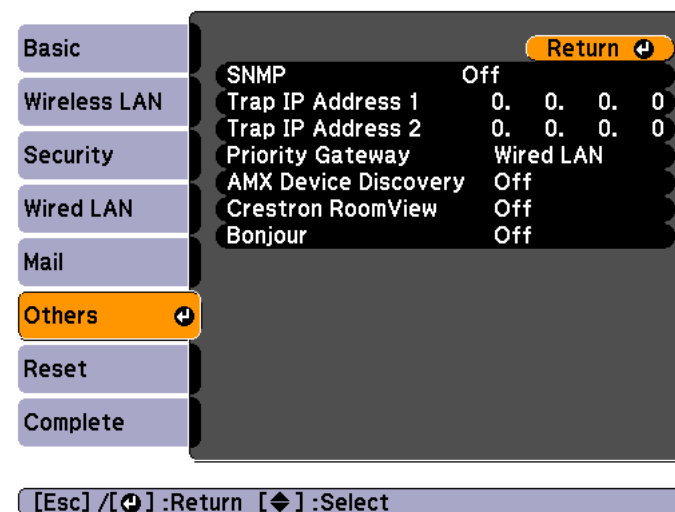 Basic
Wireless LAN
Security
Wired LAN
Mail
Others
Reset
Complete
Return
SNMP Off
Trap IP Address 1 0. 0. 0. 0
Trap IP Address 2 0. 0. 0. 0
Priority Gateway Wired LAN
AMX Device Discovery Off
Crestron RoomView Off
Bonjour Off
[Esc] /[⏎] :Return [◆] :Select